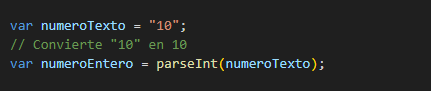 var numeroTexto = "10";
// Convierte "10" en 10
var numeroEntero = parseInt(numeroTexto);